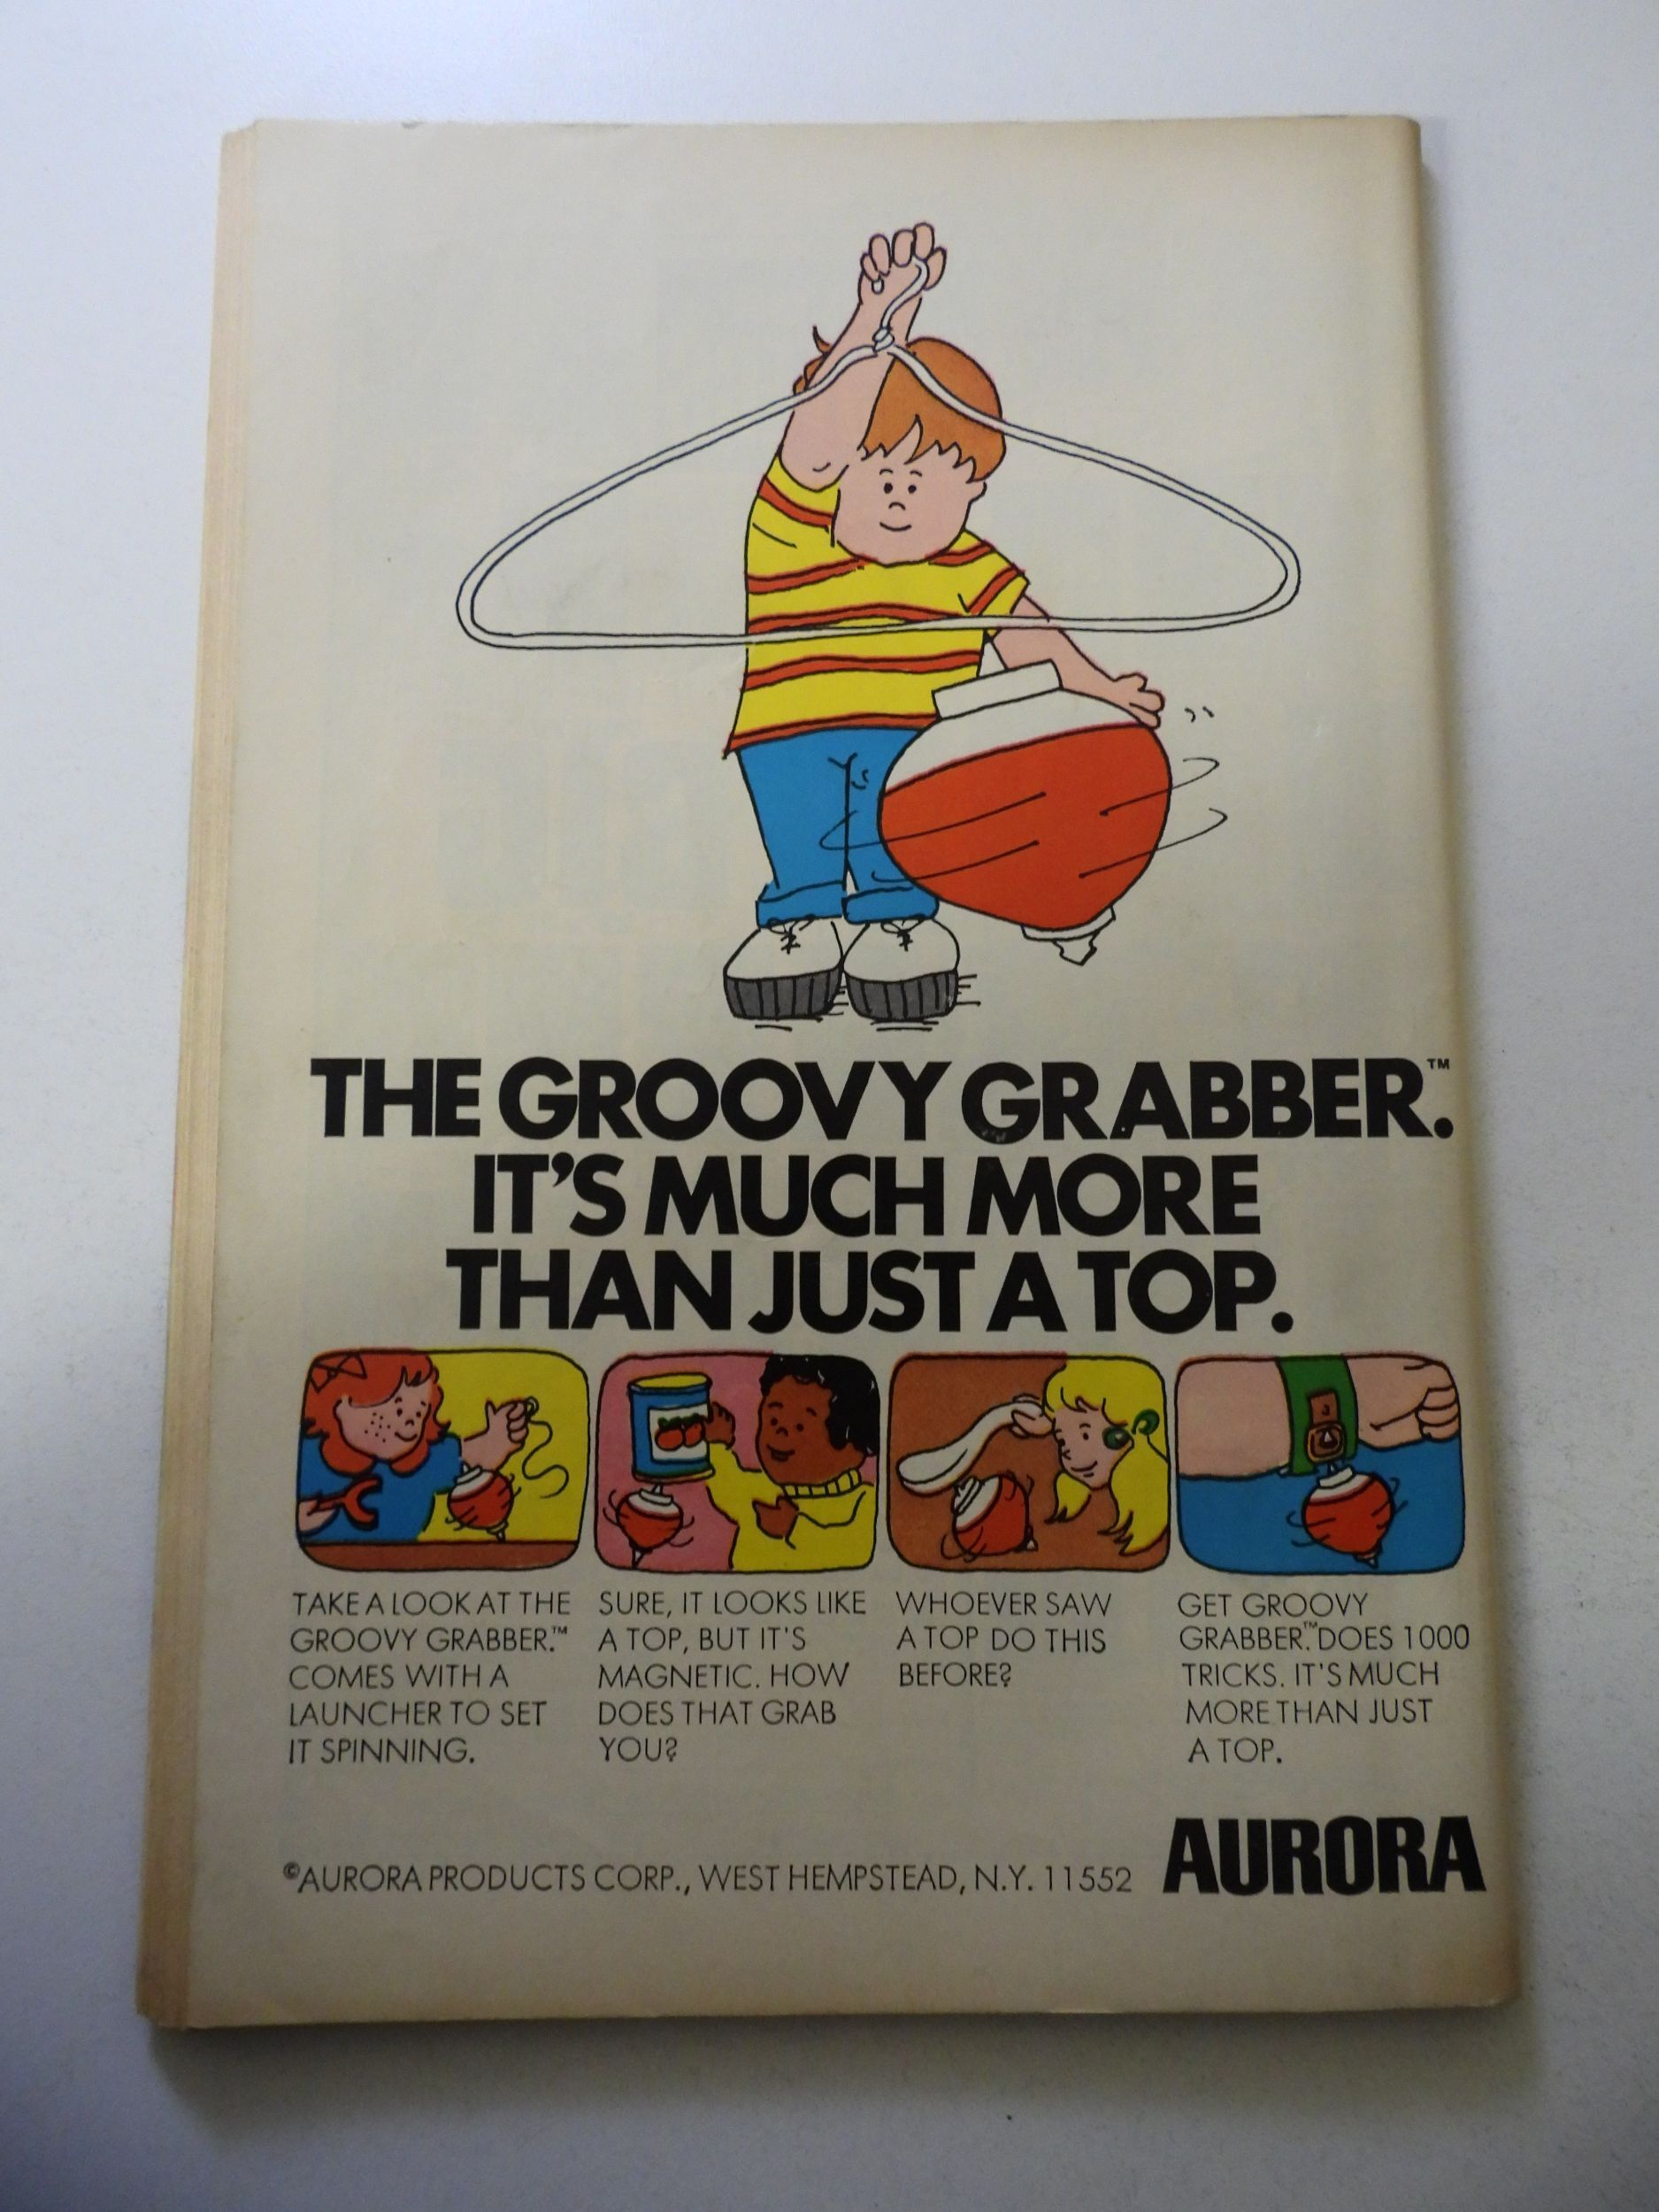 THE GROOVY GRABBER.™
IT'S MUCH MORE
THAN JUST A TOP.
TAKE A LOOK AT THE
GROOVY GRABBER.™
COMES WITH A
LAUNCHER TO SET
IT SPINNING.
SURE, IT LOOKS LIKE
A TOP, BUT IT'S
MAGNETIC. HOW
DOES THAT GRAB
YOU?
WHOEVER SAW
A TOP DO THIS
BEFORE?
GET GROOVY
GRABBER.™ DOES 1000
TRICKS. IT'S MUCH
MORE THAN JUST
A TOP.
©AURORA PRODUCTS CORP., WEST HEMPSTEAD, N.Y. 11552
AURORA